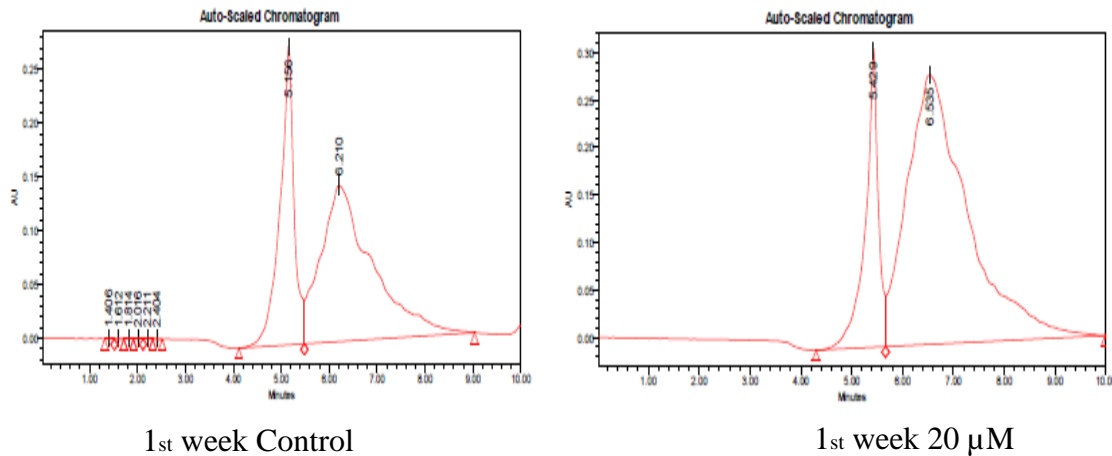 Auto-Scaled Chromatogram
AU
0.25
0.20
0.15
0.10
0.05
0.00
1.406
1.612
1.814
2.016
2.211
2.404
5.156
6.210
1.00 2.00 3.00 4.00 5.00 6.00 7.00 8.00 9.00 10.00
Minutes
1st week Control
Auto-Scaled Chromatogram
AU
0.30
0.25
0.20
0.15
0.10
0.05
0.00
5.429
6.535
1.00 2.00 3.00 4.00 5.00 6.00 7.00 8.00 9.00 10.0
Minutes
1st week 20 µM